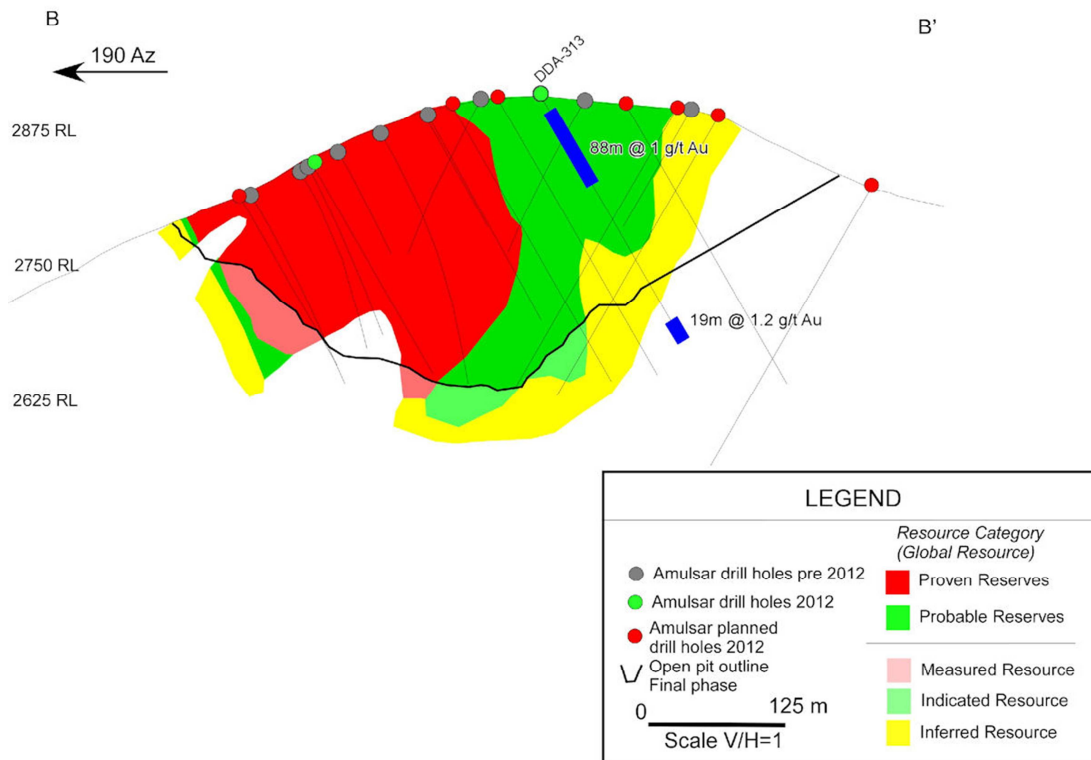 B
B'
190 Az
DDA-313
2875 RL
88m @ 1 g/t Au
2750 RL
19m @ 1.2 g/t Au
2625 RL
LEGEND
Amulsar drill holes pre 2012
Amulsar drill holes 2012
Amulsar planned
drill holes 2012
Open pit outline
Final phase
0
125 m
Scale V/H=1
Resource Category
(Global Resource)
Proven Reserves
Probable Reserves
Measured Resource
Indicated Resource
Inferred Resource